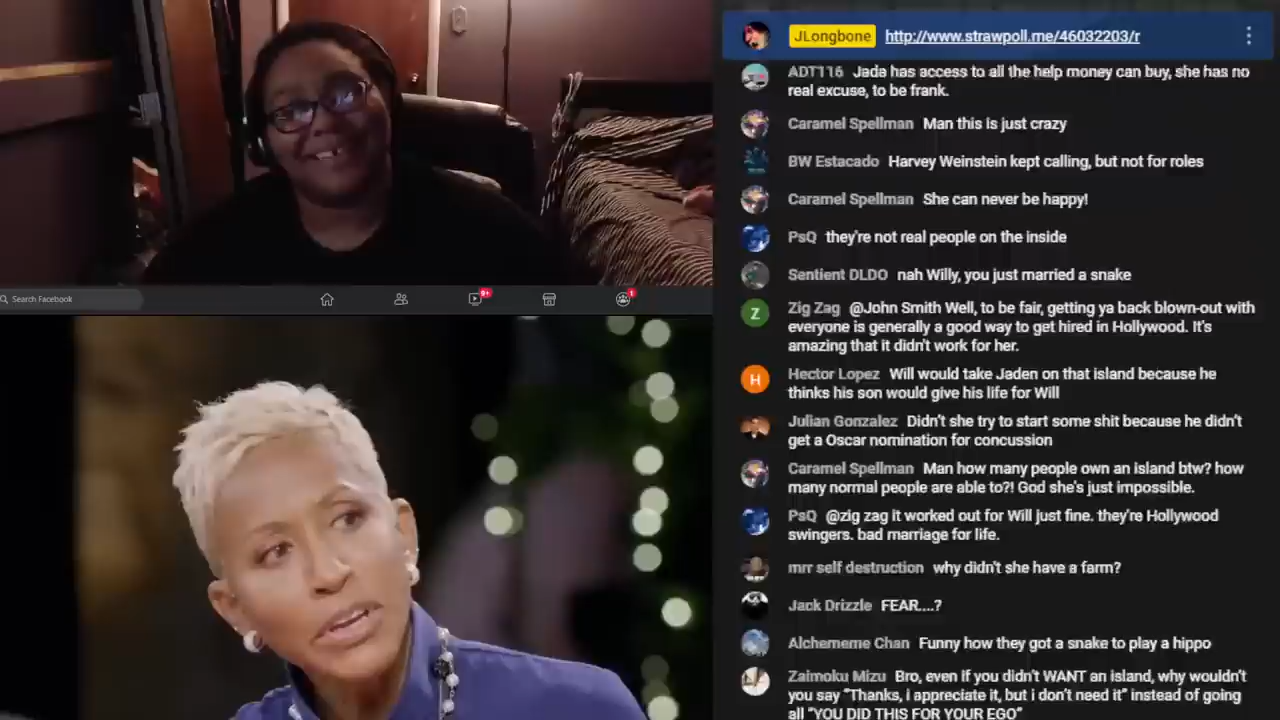 JLongbone http://www.strawpoll.me/46032203/r
ADT116 Jada has access to all the help money can buy, she has no
real excuse, to be frank.
Caramel Spellman Man this is just crazy
BW Estacado Harvey Weinstein kept calling, but not for roles
Caramel Spellman She can never be happy!
PsQ they're not real people on the inside
Sentient DLDO nah Willy, you just married a snake
Z
Zig Zag @John Smith Well, to be fair, getting ya back blown-out with
everyone is generally a good way to get hired in Hollywood. It's
amazing that it didn't work for her.
H
Hector Lopez Will would take Jaden on that island because he
thinks his son would give his life for Will
Julian Gonzalez Didn't she try to start some shit because he didn't
get a Oscar nomination for concussion
Caramel Spellman Man how many people own an island btw? how
many normal people are able to?! God she's just impossible.
PsQ @zig zag it worked out for Will just fine. they're Hollywood
swingers. bad marriage for life.
mrr self destruction why didn't she have a farm?
Jack Drizzle FEAR....?
Alchememe Chan Funny how they got a snake to play a hippo
Zaimoku Mizu Bro, even if you didn't WANT an island, why wouldn't
you say "Thanks, i appreciate it, but i don't need it" instead of going
all "YOU DID THIS FOR YOUR EGO"
Search Facebook
9+
1